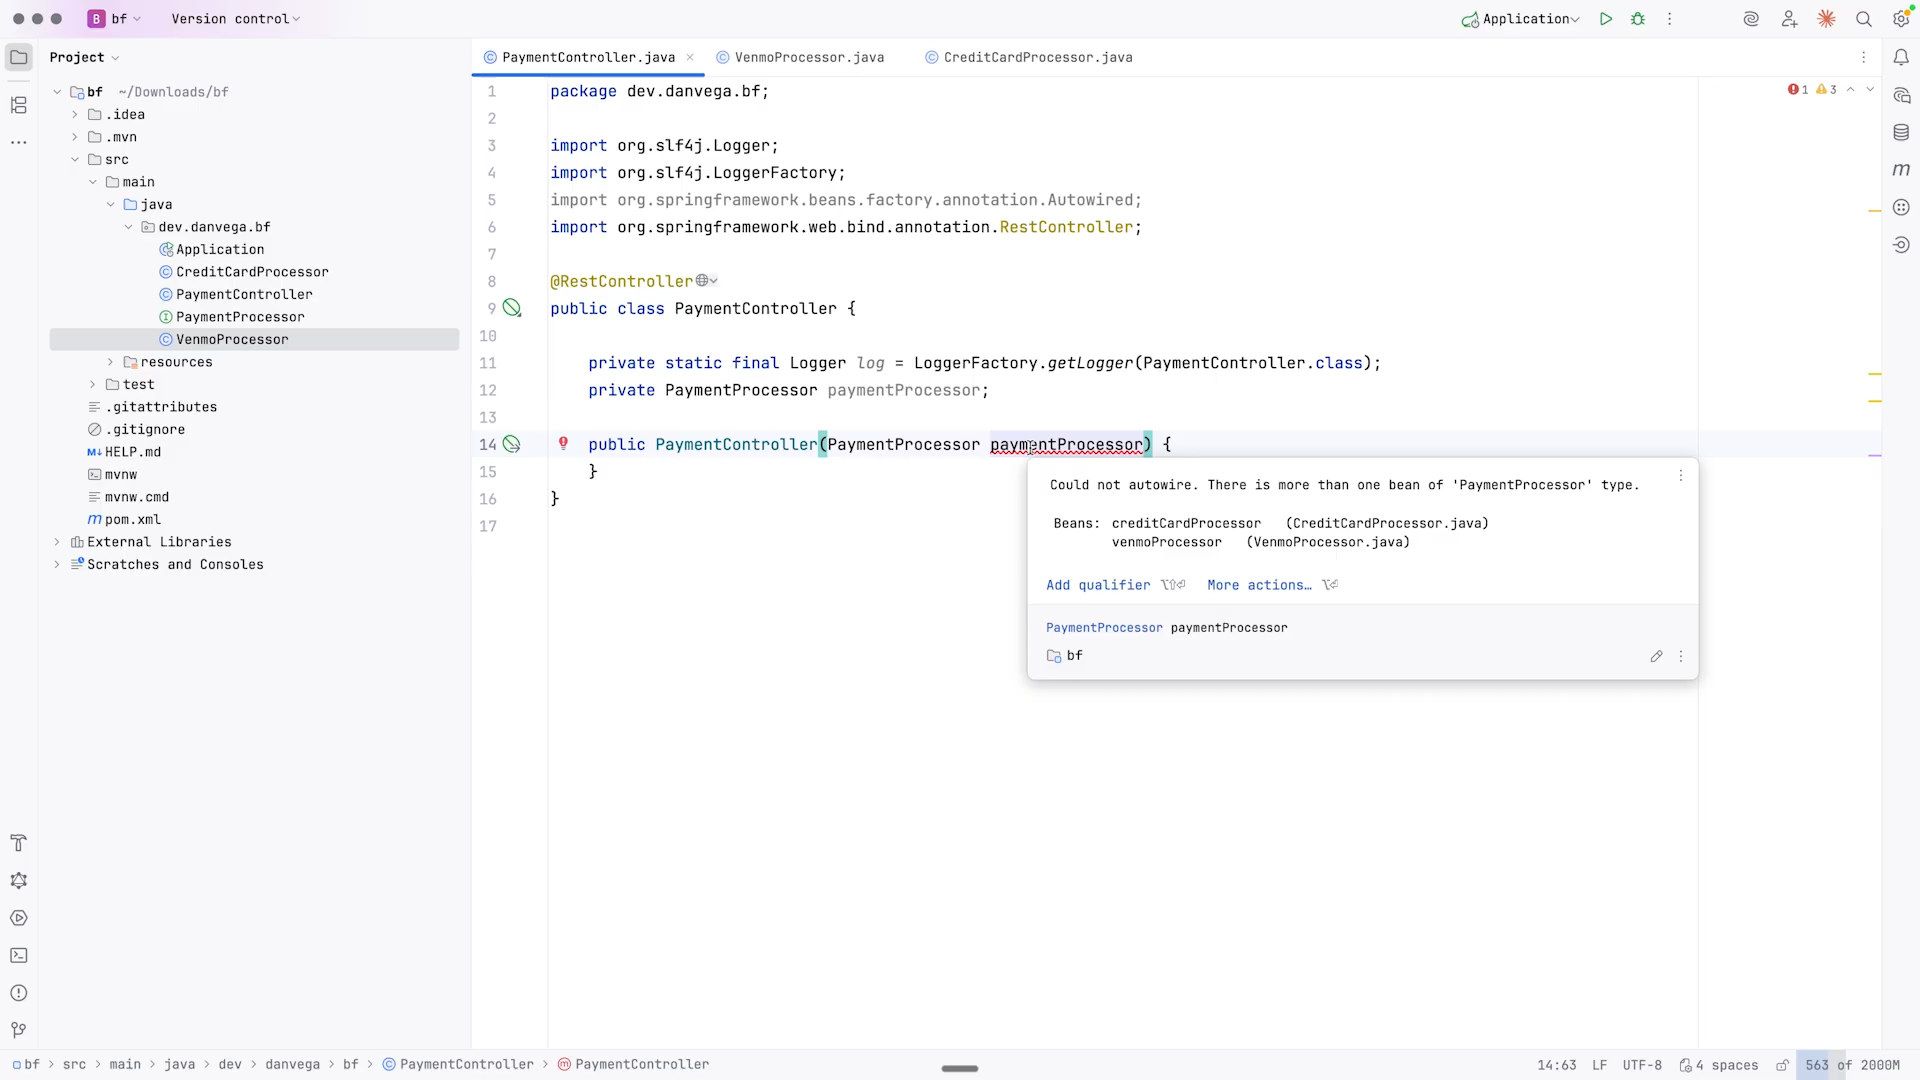 B bf Version control Application
Project
PaymentController.java VenmoProcessor.java CreditCardProcessor.java
bf ~/Downloads/bf
.idea
.mvn
src
main
java
dev.danvega.bf
Application
CreditCardProcessor
PaymentController
PaymentProcessor
VenmoProcessor
resources
test
.gitattributes
.gitignore
HELP.md
mvnw
mvnw.cmd
pom.xml
External Libraries
Scratches and Consoles
1 package dev.danvega.bf;
2
3 import org.slf4j.Logger;
4 import org.slf4j.LoggerFactory;
5 import org.springframework.beans.factory.annotation.Autowired;
6 import org.springframework.web.bind.annotation.RestController;
7
8 @RestController
9 public class PaymentController {
10
11 private static final Logger log = LoggerFactory.getLogger(PaymentController.class);
12 private PaymentProcessor paymentProcessor;
13
14 public PaymentController(PaymentProcessor paymentProcessor) {
15 }
16 }
17
1 3
Could not autowire. There is more than one bean of 'PaymentProcessor' type.
Beans: creditCardProcessor (CreditCardProcessor.java)
venmoProcessor (VenmoProcessor.java)
Add qualifier ⌥⇧⏎ More actions… ⌥⏎
PaymentProcessor paymentProcessor
bf
bf > src > main > java > dev > danvega > bf > PaymentController > PaymentController
14:63 LF UTF-8 4 spaces 563 of 2000M